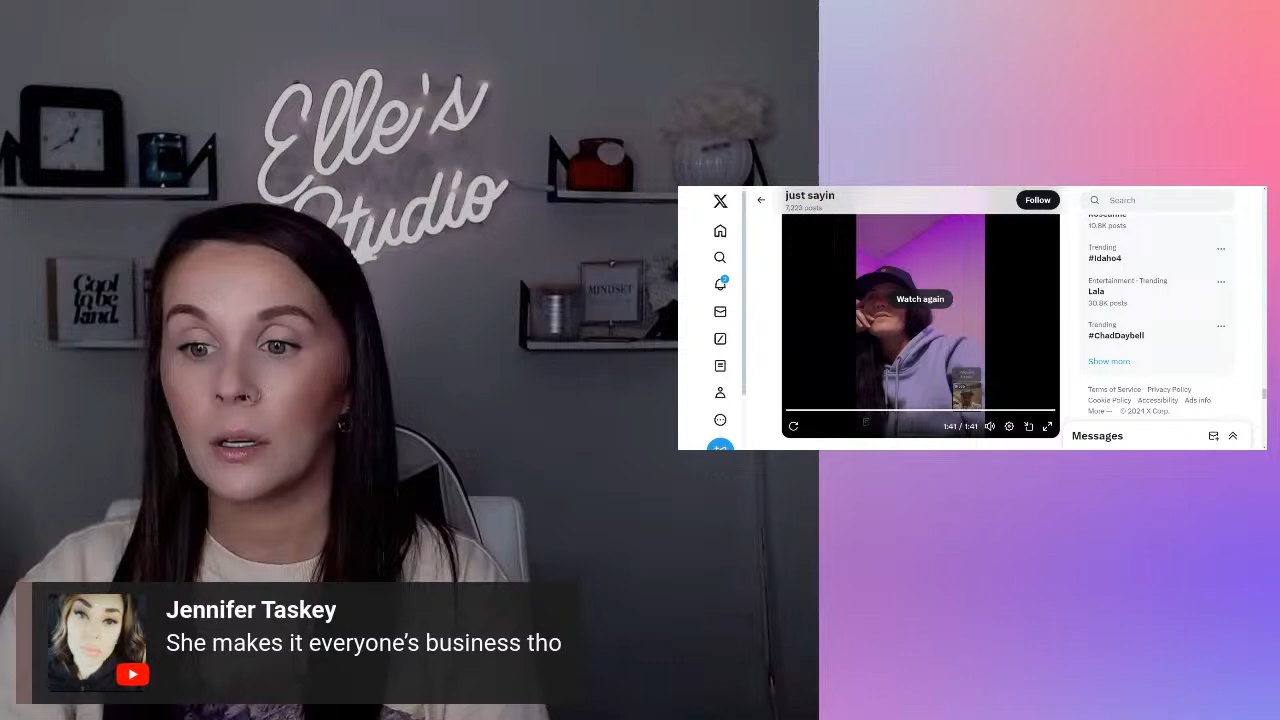 Elle's
Studio
Cool
to be
kind.
MINDSET
just sayin
7,223 posts
Follow
Search
Roseanne
10.8K posts
Trending
#Idaho4
Entertainment · Trending
Lala
30.8K posts
Trending
#ChadDaybell
Show more
Terms of Service Privacy Policy
Cookie Policy Accessibility Ads info
More ··· © 2024 X Corp.
Messages
Watch again
1:41 / 1:41
Jennifer Taskey
She makes it everyone’s business tho